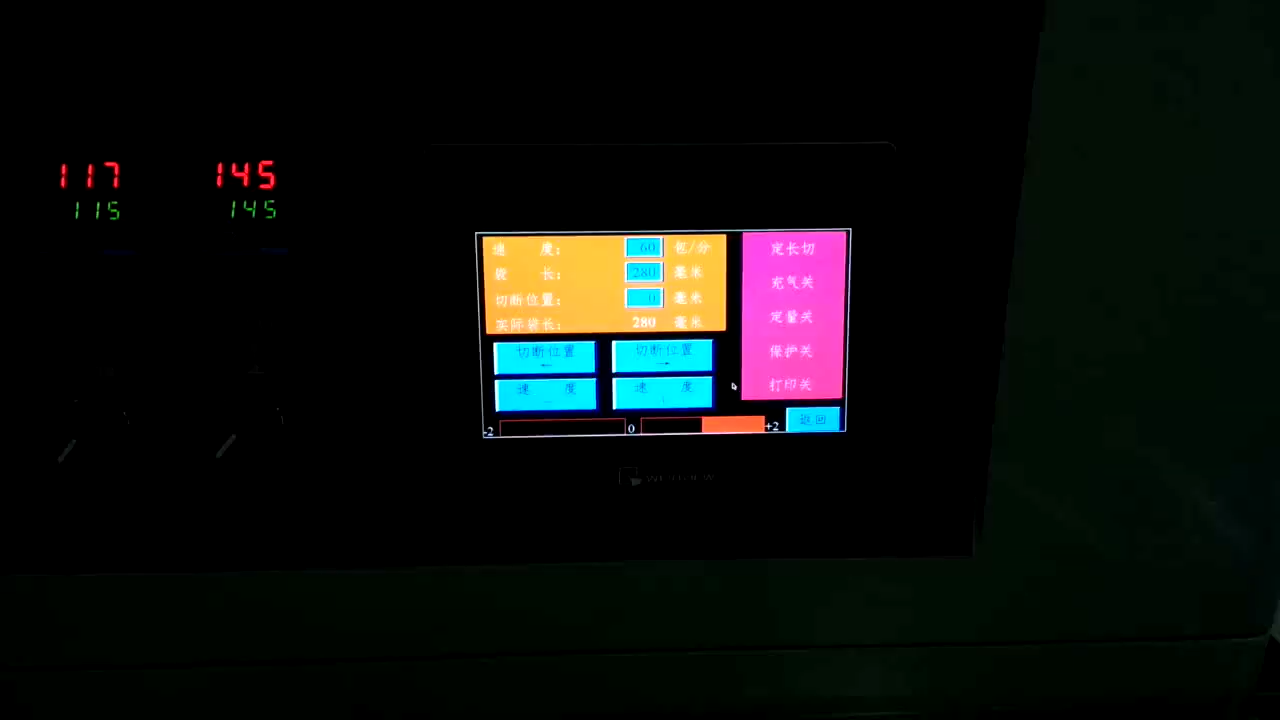 117 145
115 145
速 度: 60 包/分
袋 长: 280 毫米
切断位置: 0 毫米
实际袋长: 280 毫米
定长切
充气关
定量关
保护关
打印关
切断位置 ←
切断位置 →
速 度
速 度
-2 0 +2
返回